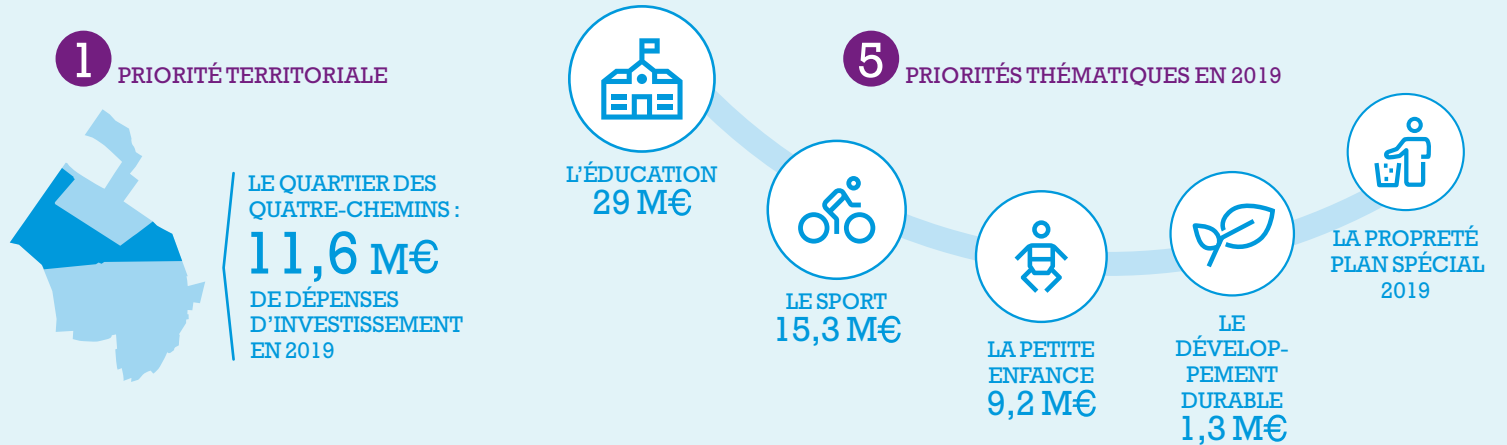 1 PRIORITÉ TERRITORIALE
LE QUARTIER DES
QUATRE-CHEMINS :
11,6 M€
DE DÉPENSES
D'INVESTISSEMENT
EN 2019
5 PRIORITÉS THÉMATIQUES EN 2019
L'ÉDUCATION
29 M€
LE SPORT
15,3 M€
LA PETITE
ENFANCE
9,2 M€
LE
DÉVELOP-
PEMENT
DURABLE
1,3 M€
LA PROPRETÉ
PLAN SPÉCIAL
2019